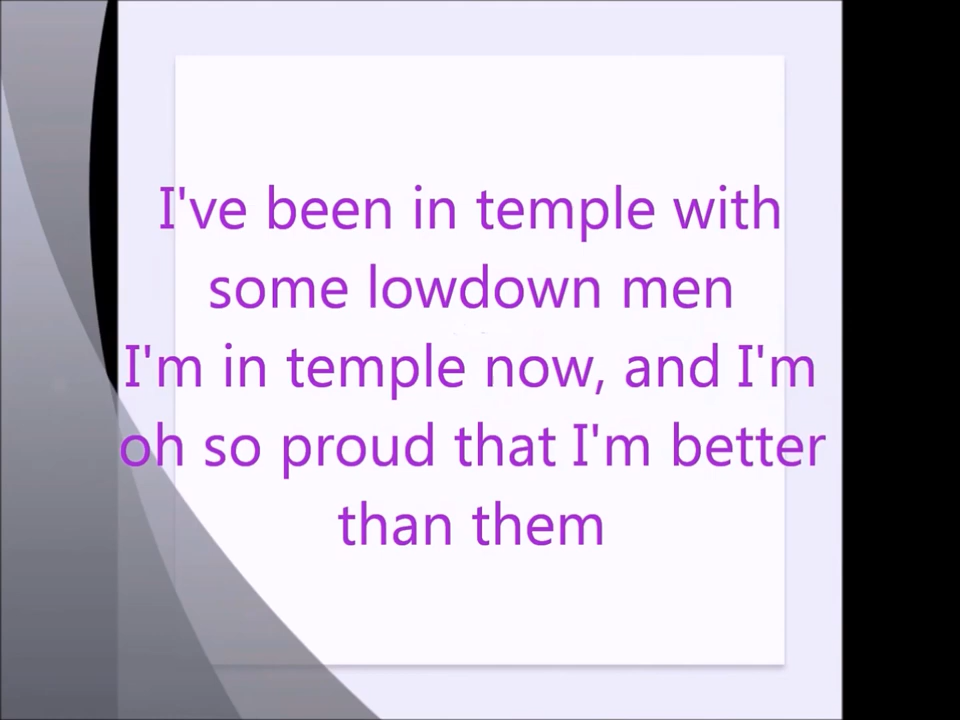 I've been in temple with
some lowdown men
I'm in temple now, and I'm
oh so proud that I'm better
than them